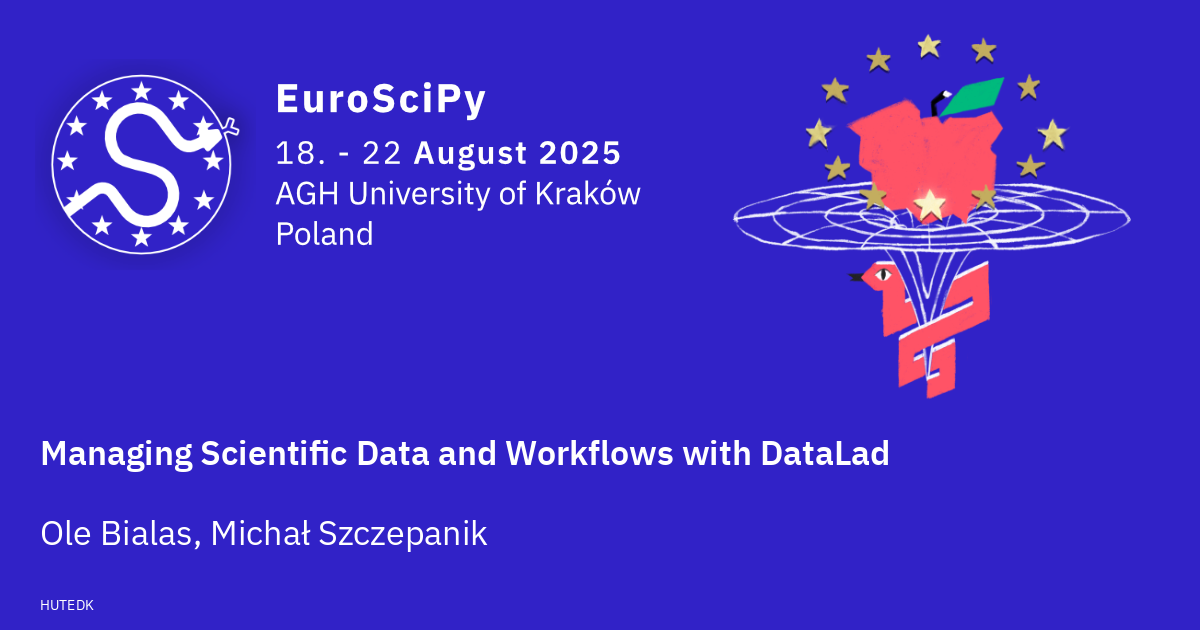 EuroSciPy
18. - 22 August 2025
AGH University of Kraków
Poland
Managing Scientific Data and Workflows with DataLad
Ole Bialas, Michał Szczepanik
HUTEDK